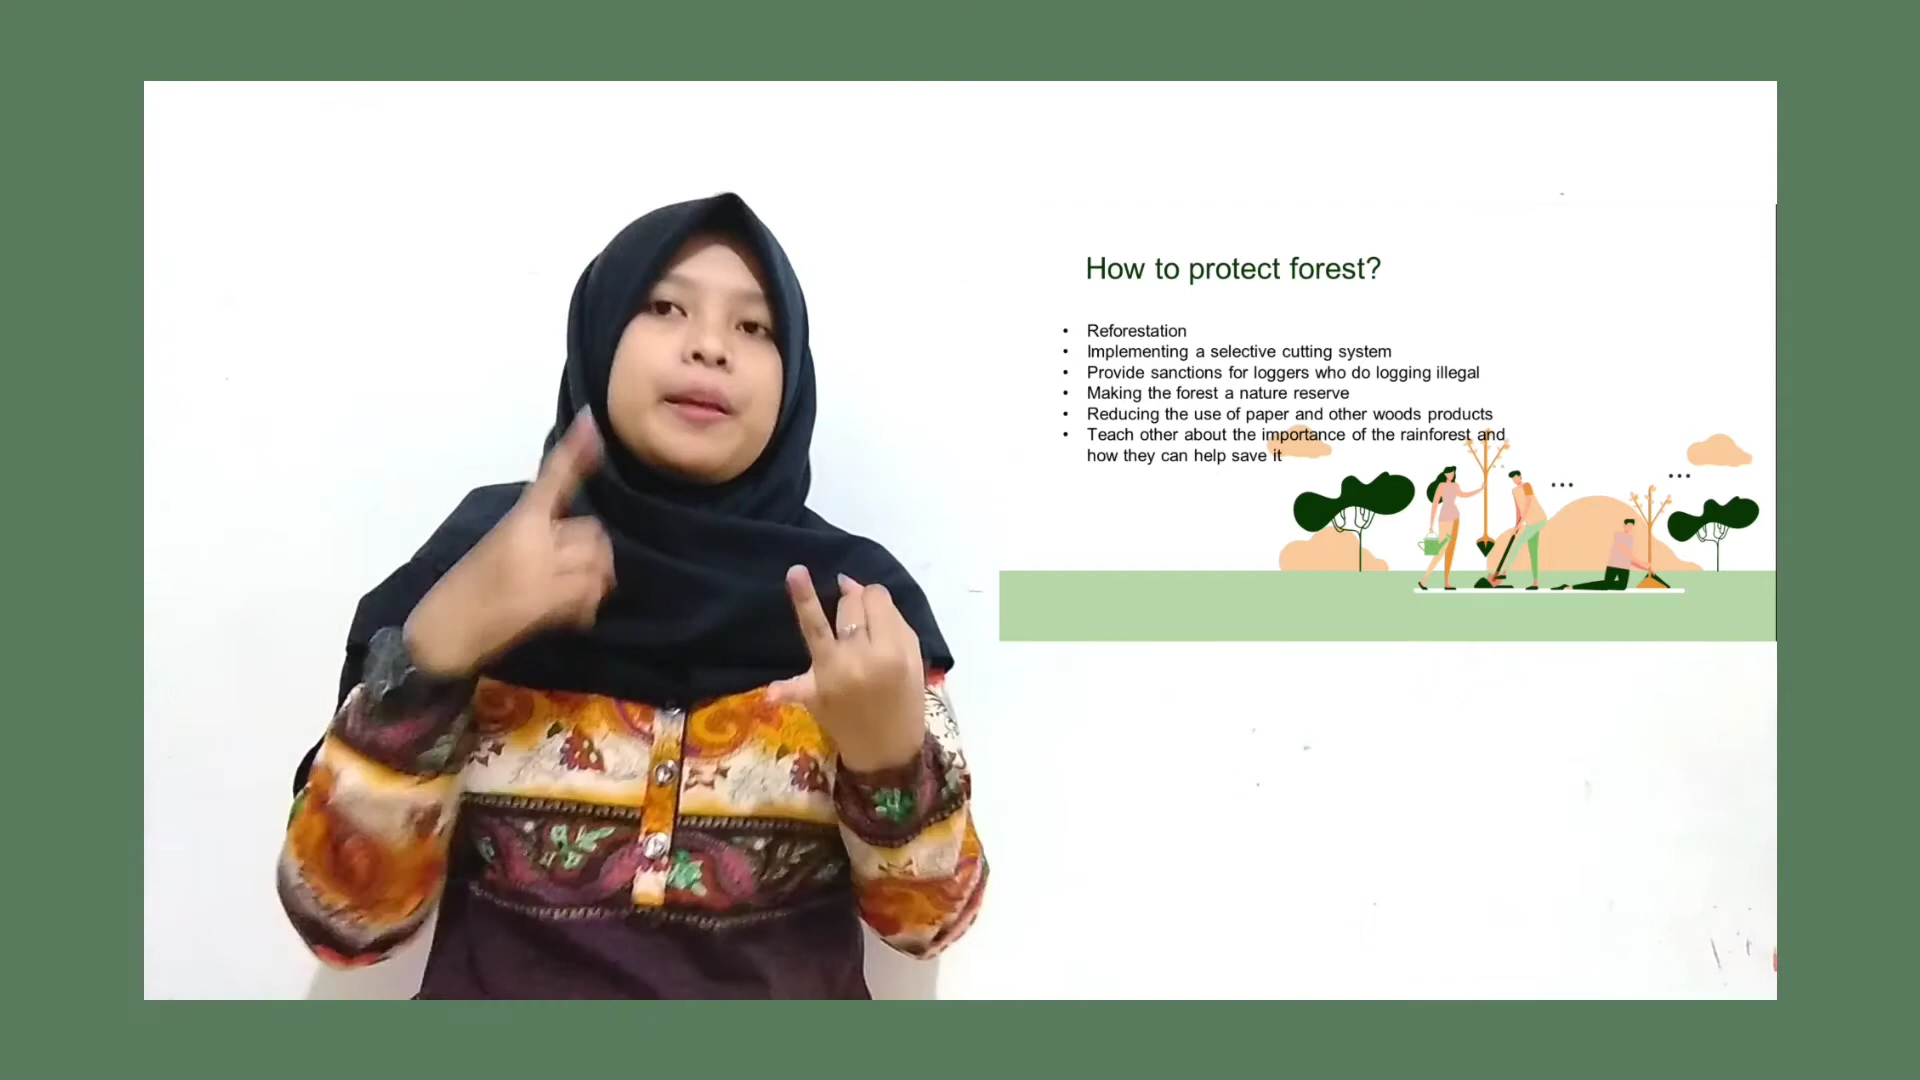 How to protect forest?
• Reforestation
• Implementing a selective cutting system
• Provide sanctions for loggers who do logging illegal
• Making the forest a nature reserve
• Reducing the use of paper and other woods products
• Teach other about the importance of the rainforest and
how they can help save it